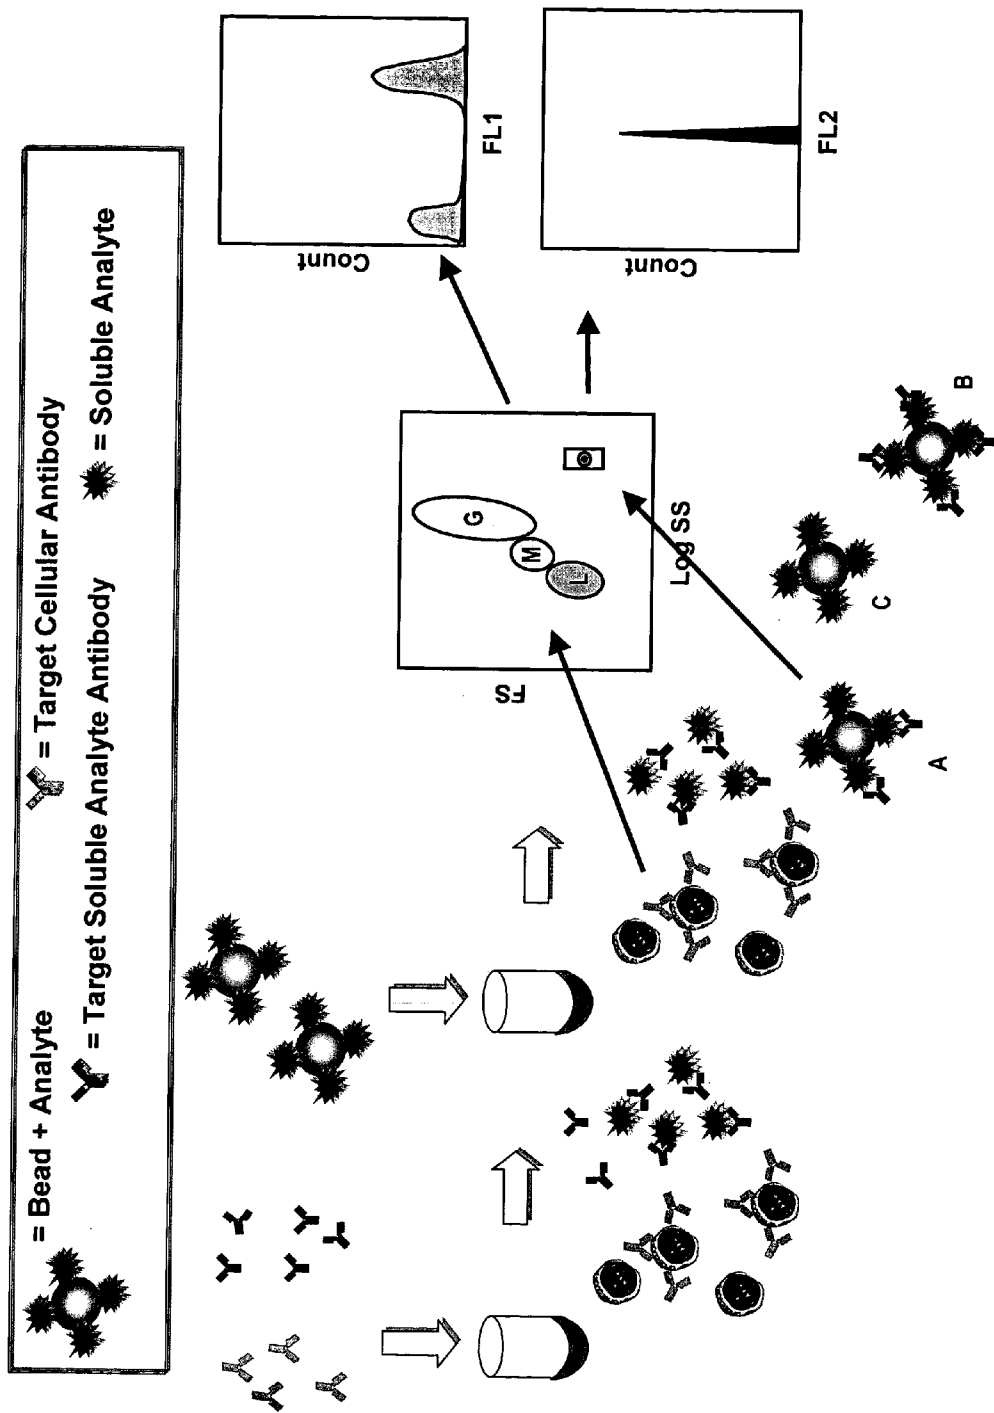 = Bead + Analyte
= Target Cellular Antibody
= Target Soluble Analyte Antibody
= Soluble Analyte
FS
G
M
L
Log SS
Count
FL1
Count
FL2
A
C
B